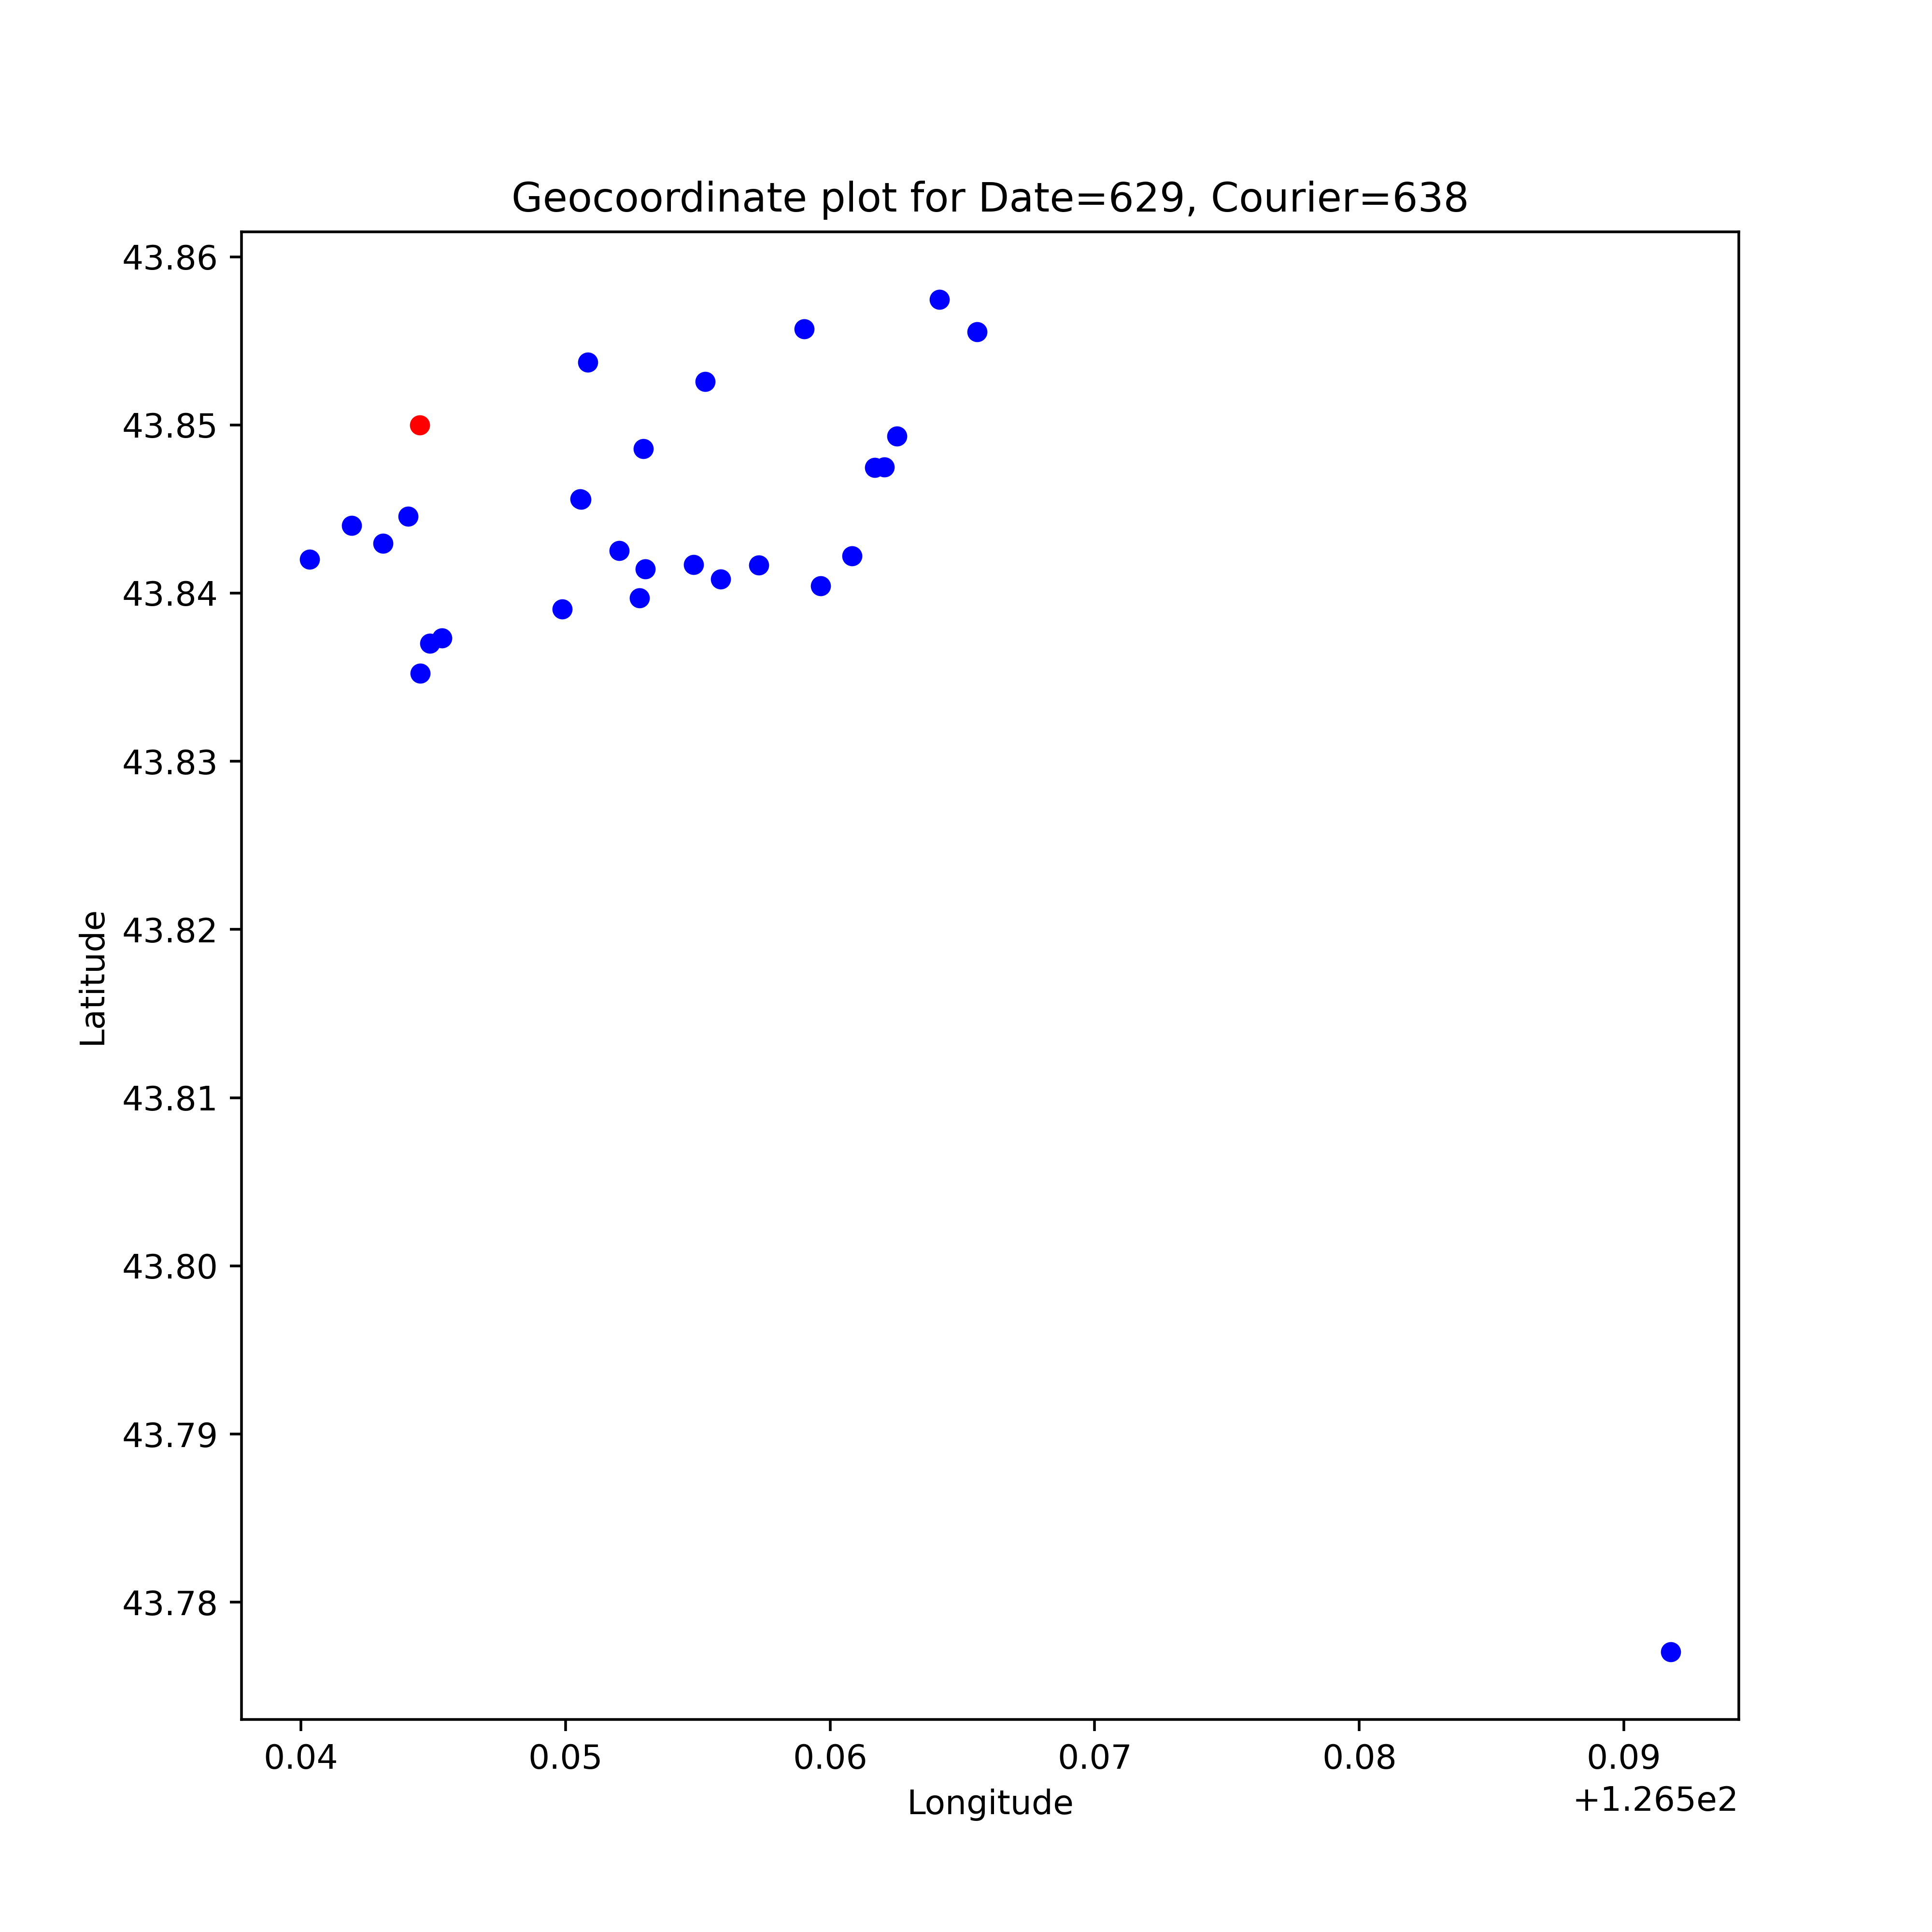 Geocoordinate plot for Date=629, Courier=638
43.86
43.85
43.84
43.83
43.82
43.81
43.80
43.79
43.78
Latitude
0.04 0.05 0.06 0.07 0.08 0.09
+1.265e2
Longitude